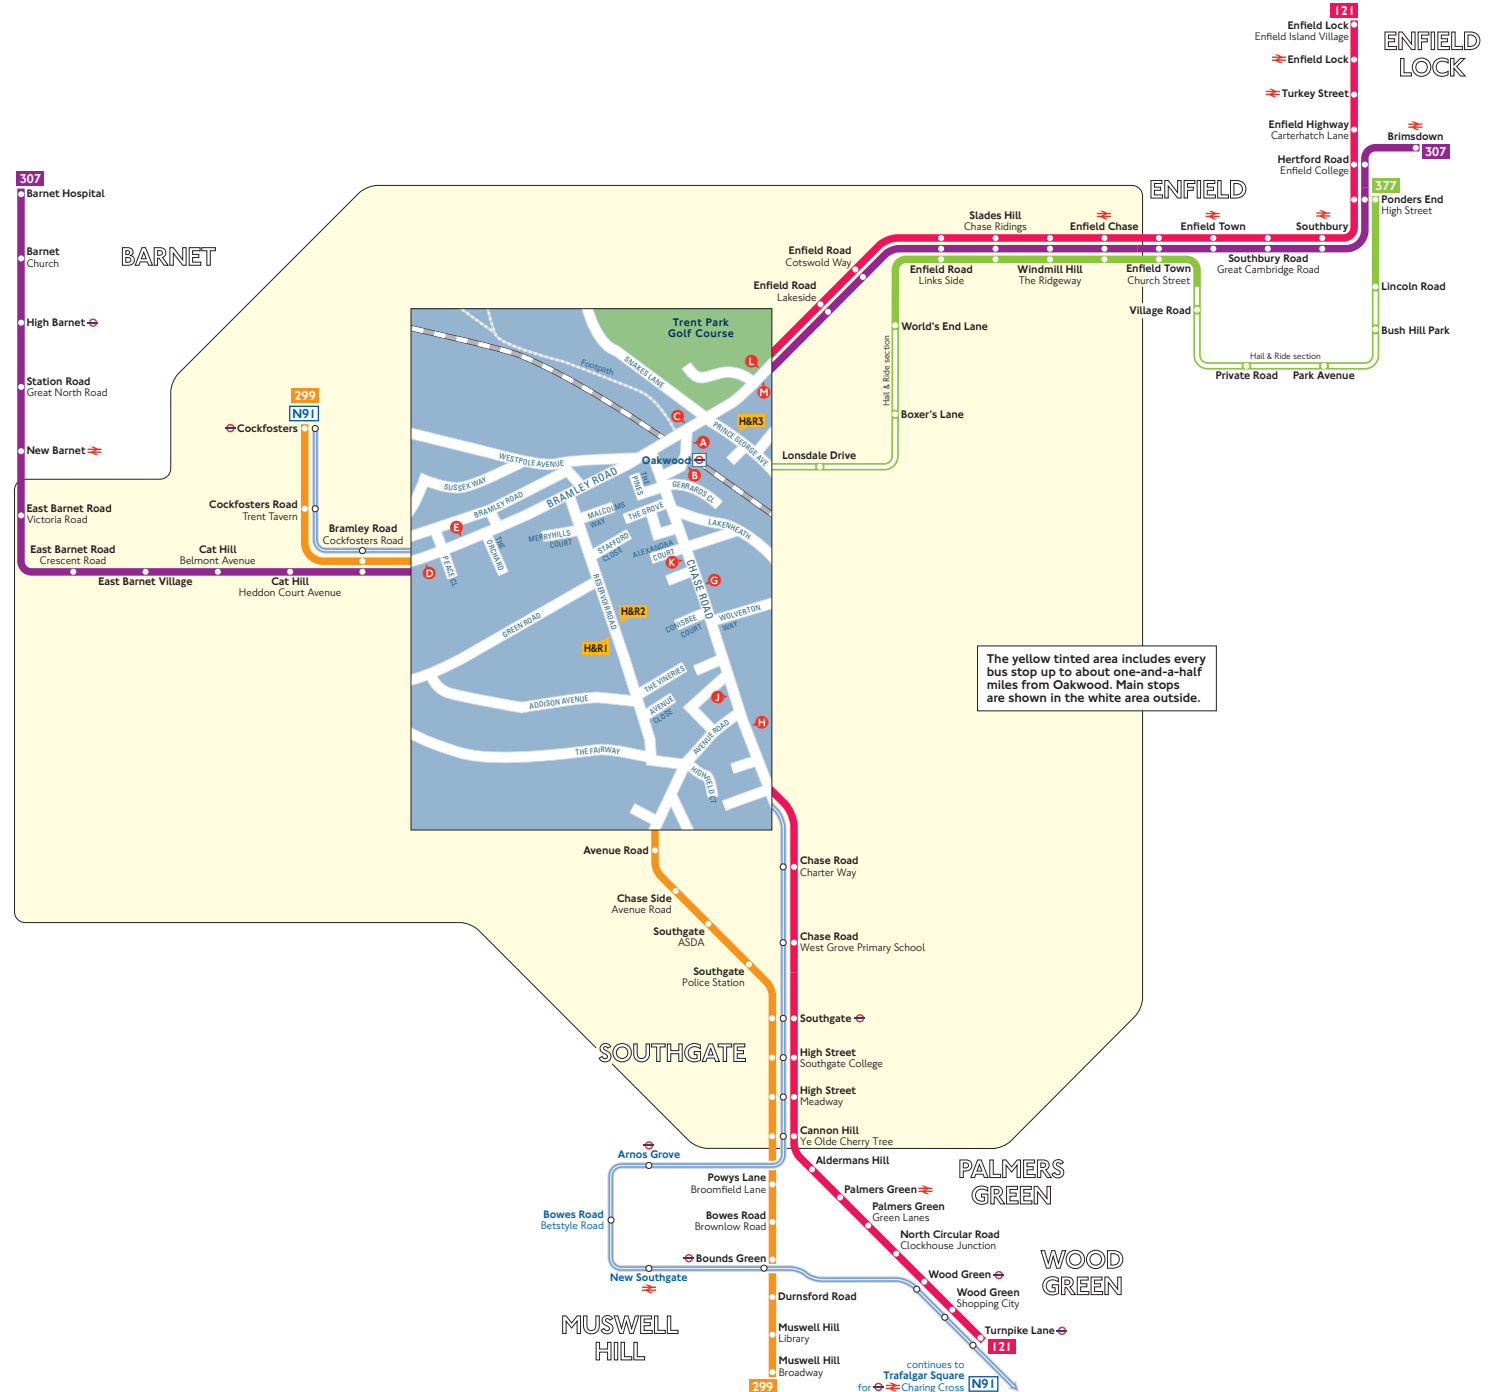 121
Enfield Lock
Enfield Island Village
Enfield Lock
Turkey Street
Enfield Highway
Carterhatch Lane
Hertford Road
Enfield College
ENFIELD
LOCK
Brimsdown
307
377
Ponders End
High Street
Lincoln Road
Bush Hill Park
ENFIELD
Slades Hill
Chase Ridings
Enfield Chase
Enfield Town
Southbury
Enfield Road
Cotswold Way
Enfield Road
Lakeside
Enfield Road
Links Side
Windmill Hill
The Ridgeway
Enfield Town
Church Street
Southbury Road
Great Cambridge Road
Village Road
Hail & Ride section
Private Road
Park Avenue
World's End Lane
Hail & Ride section
Boxer's Lane
Lonsdale Drive
307
Barnet Hospital
Barnet
Church
BARNET
High Barnet
Station Road
Great North Road
New Barnet
East Barnet Road
Victoria Road
East Barnet Road
Crescent Road
East Barnet Village
Cat Hill
Belmont Avenue
Cat Hill
Heddon Court Avenue
299
N91
Cockfosters
Cockfosters Road
Trent Tavern
Bramley Road
Cockfosters Road
Trent Park
Golf Course
Footpath
SNAKES LANE
L
M
C
H&R3
A
PRINCE GEORGE AVE
Oakwood
B
WESTPOLE AVENUE
SUSSEX WAY
BRAMLEY ROAD
BRAMLEY ROAD
THE
PINES
GERRARDS CL
MALCOLMS
WAY
THE GROVE
LAKENHEATH
MERRYHILLS
COURT
STAFFORD
CLOSE
ALEXANDRA
COURT
E
THE
ORCHARD
PEACE CL
D
K
G
CHASE ROAD
RESERVOIR ROAD
H&R2
H&R1
GREEN ROAD
CONISBEE
COURT
WOLVERTON
WAY
THE VINERIES
ADDISON AVENUE
AVENUE
CLOSE
J
H
AVENUE ROAD
THE FAIRWAY
HIGHFIELD CT
The yellow tinted area includes every
bus stop up to about one-and-a-half
miles from Oakwood. Main stops
are shown in the white area outside.
Avenue Road
Chase Side
Avenue Road
Southgate
ASDA
Southgate
Police Station
Chase Road
Charter Way
Chase Road
West Grove Primary School
Southgate
SOUTHGATE
High Street
Southgate College
High Street
Meadway
Cannon Hill
Ye Olde Cherry Tree
Arnos Grove
Aldermans Hill
PALMERS
GREEN
Powys Lane
Broomfield Lane
Palmers Green
Palmers Green
Green Lanes
Bowes Road
Betstyle Road
Bowes Road
Brownlow Road
North Circular Road
Clockhouse Junction
Bounds Green
WOOD
GREEN
New Southgate
Wood Green
Wood Green
Shopping City
Durnsford Road
MUSWELL
HILL
Muswell Hill
Library
Turnpike Lane
121
Muswell Hill
Broadway
299
continues to
Trafalgar Square
for Charing Cross
N91